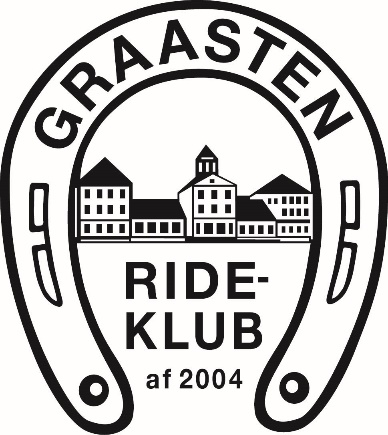 GRAASTEN
RIDE-
KLUB
af 2004